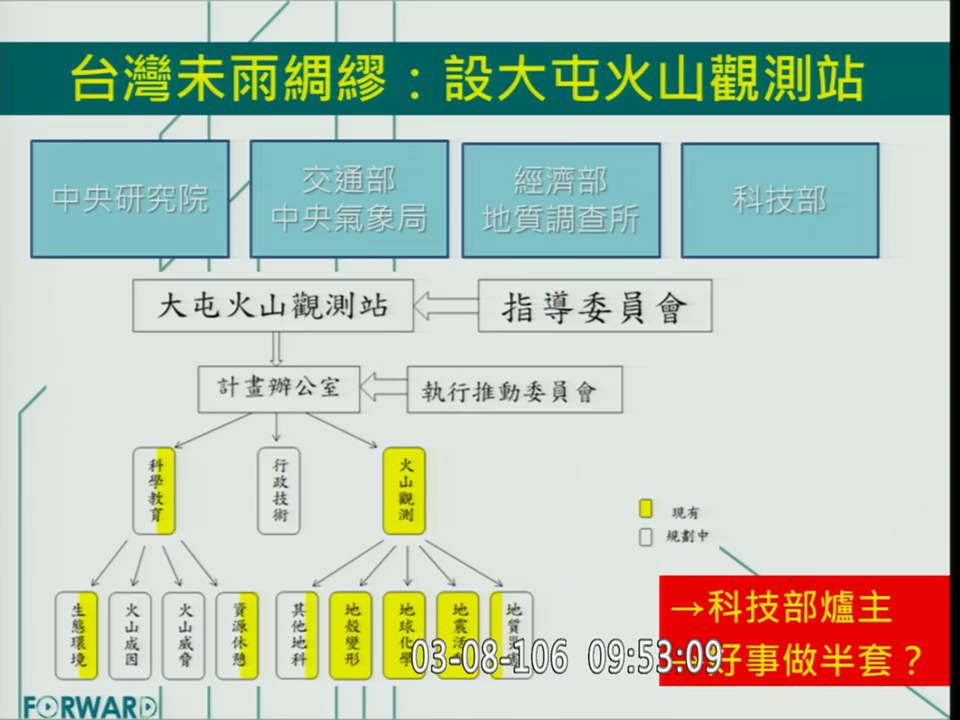 台灣未雨綢繆：設大屯火山觀測站
中央研究院
交通部
中央氣象局
經濟部
地質調查所
科技部
大屯火山觀測站
指導委員會
計畫辦公室
執行推動委員會
科學教育
行政技術
火山觀測
現有
規劃中
生態環境
火山成因
火山威脅
資源休憩
其他地科
地殼變形
地球化學
地震活
地質
→科技部爐主
好事做半套？
03-08-106 09:53:09
FORWARD